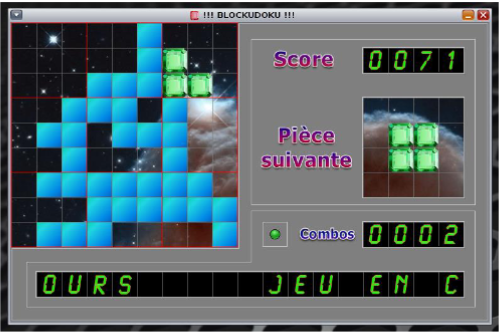 !!! BLOCKUDOKU !!!
Score 0071
Pièce
suivante
Combos 0002
OURS JEU EN C